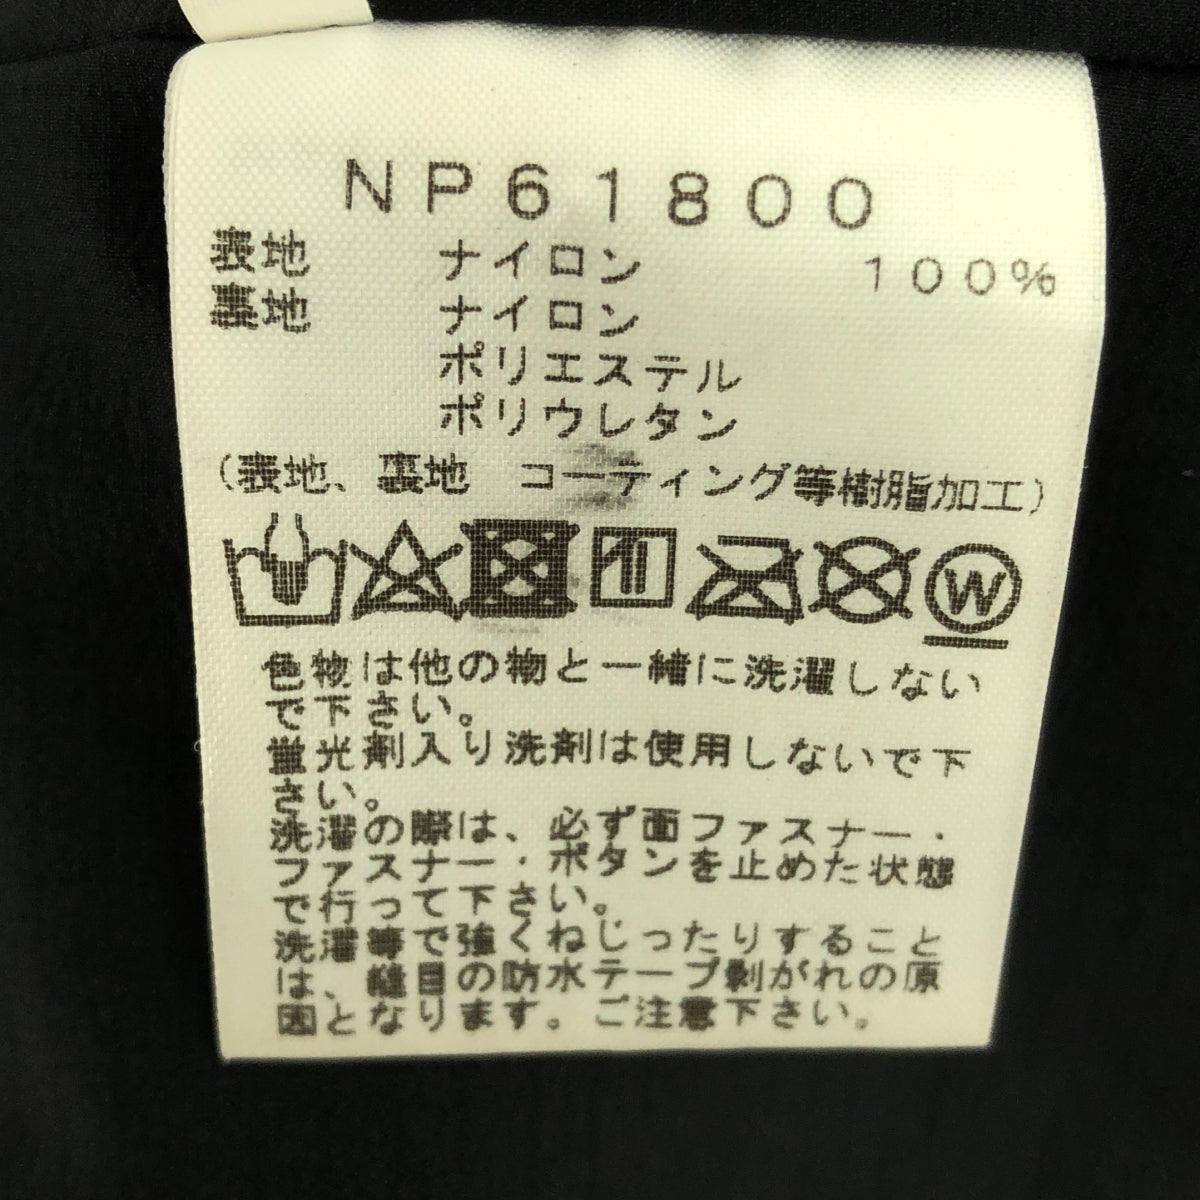 NP61800
表地 ナイロン 100%
裏地 ナイロン
ポリエステル
ポリウレタン
(表地、裏地 コーティング等樹脂加工)
W
色物は他の物と一緒に洗濯しない
で下さい。
蛍光剤入り洗剤は使用しないで下
さい。
洗濯の際は、必ず面ファスナー・
ファスナー・ボタンを止めた状態
で行って下さい。
洗濯等で強くねじったりすること
は、縫目の防水テープ剥がれの原
因となります。ご注意下さい。